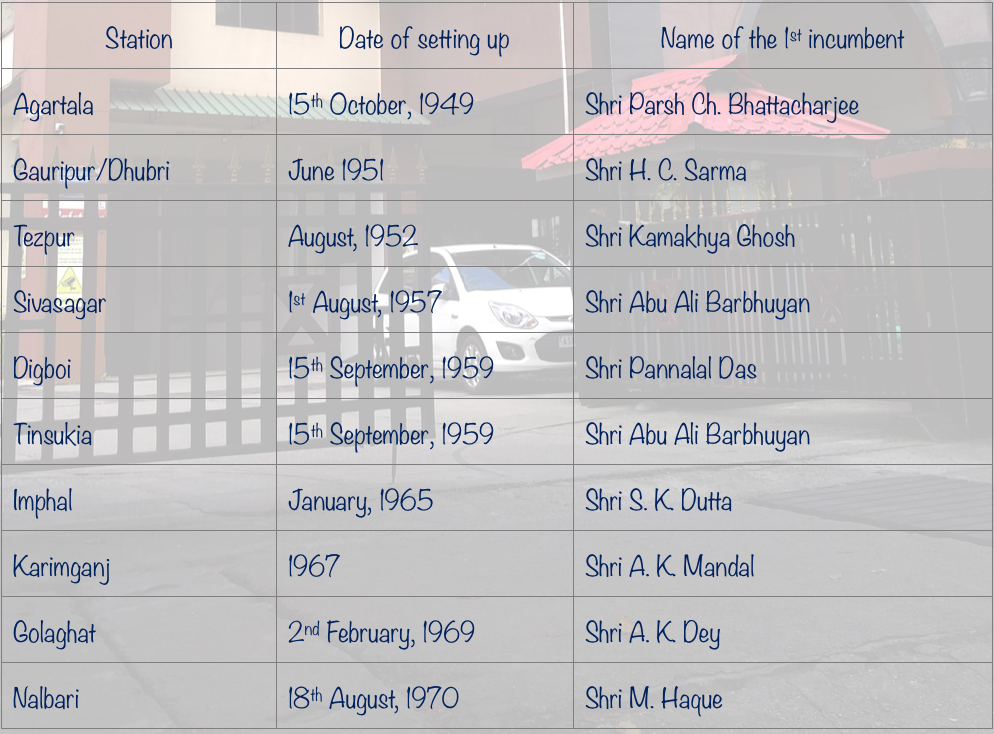 Station Date of setting up Name of the 1st incumbent
Agartala 15th October, 1949 Shri Parsh Ch. Bhattacharjee
Gauripur/Dhubri June 1951 Shri H. C. Sarma
Tezpur August, 1952 Shri Kamakhya Ghosh
Sivasagar 1st August, 1957 Shri Abu Ali Barbhuyan
Digboi 15th September, 1959 Shri Pannalal Das
Tinsukia 15th September, 1959 Shri Abu Ali Barbhuyan
Imphal January, 1965 Shri S. K. Dutta
Karimganj 1967 Shri A. K. Mandal
Golaghat 2nd February, 1969 Shri A. K. Dey
Nalbari 18th August, 1970 Shri M. Haque